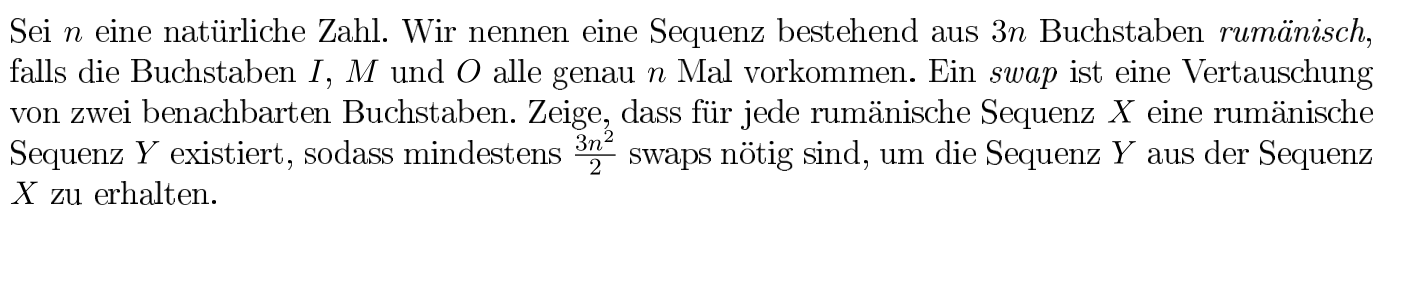 Sei n eine natürliche Zahl. Wir nennen eine Sequenz bestehend aus 3n Buchstaben rumänisch,
falls die Buchstaben I, M und O alle genau n Mal vorkommen. Ein swap ist eine Vertauschung
von zwei benachbarten Buchstaben. Zeige, dass für jede rumänische Sequenz X eine rumänische
Sequenz Y existiert, sodass mindestens \frac{3n^2}{2} swaps nötig sind, um die Sequenz Y aus der Sequenz
X zu erhalten.